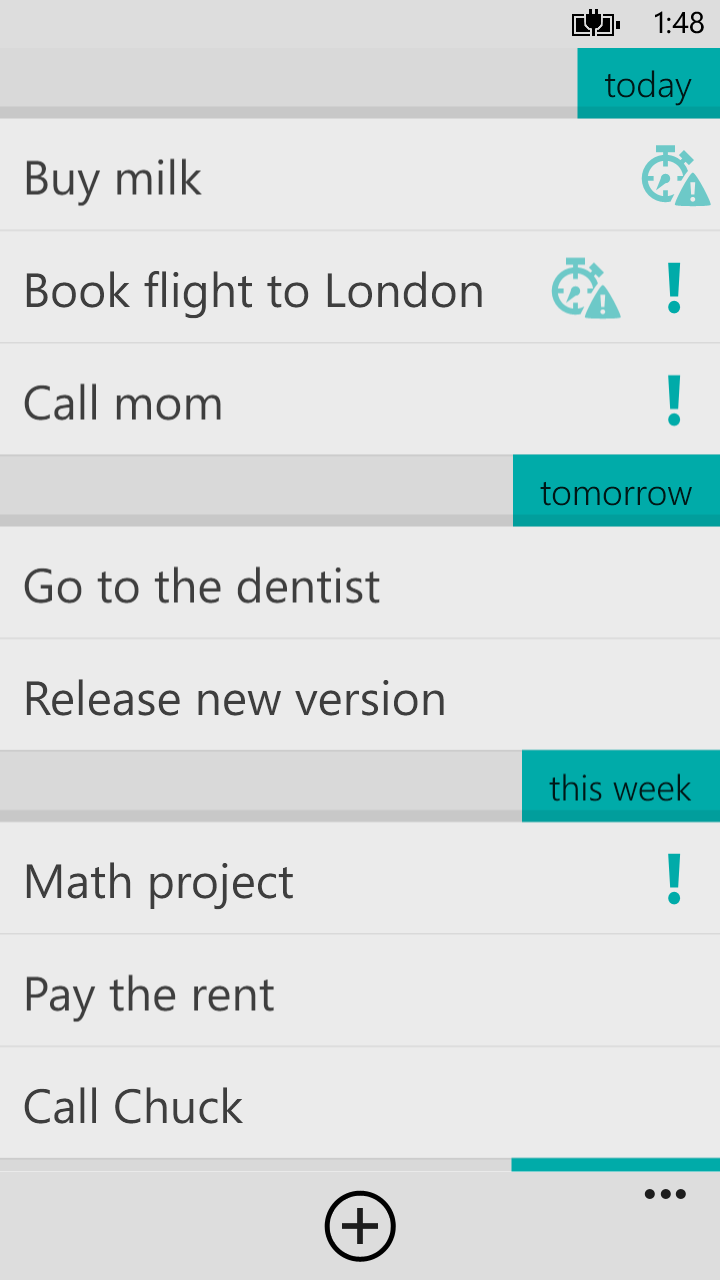 1:48
today
Buy milk
Book flight to London !
Call mom !
tomorrow
Go to the dentist
Release new version
this week
Math project !
Pay the rent
Call Chuck